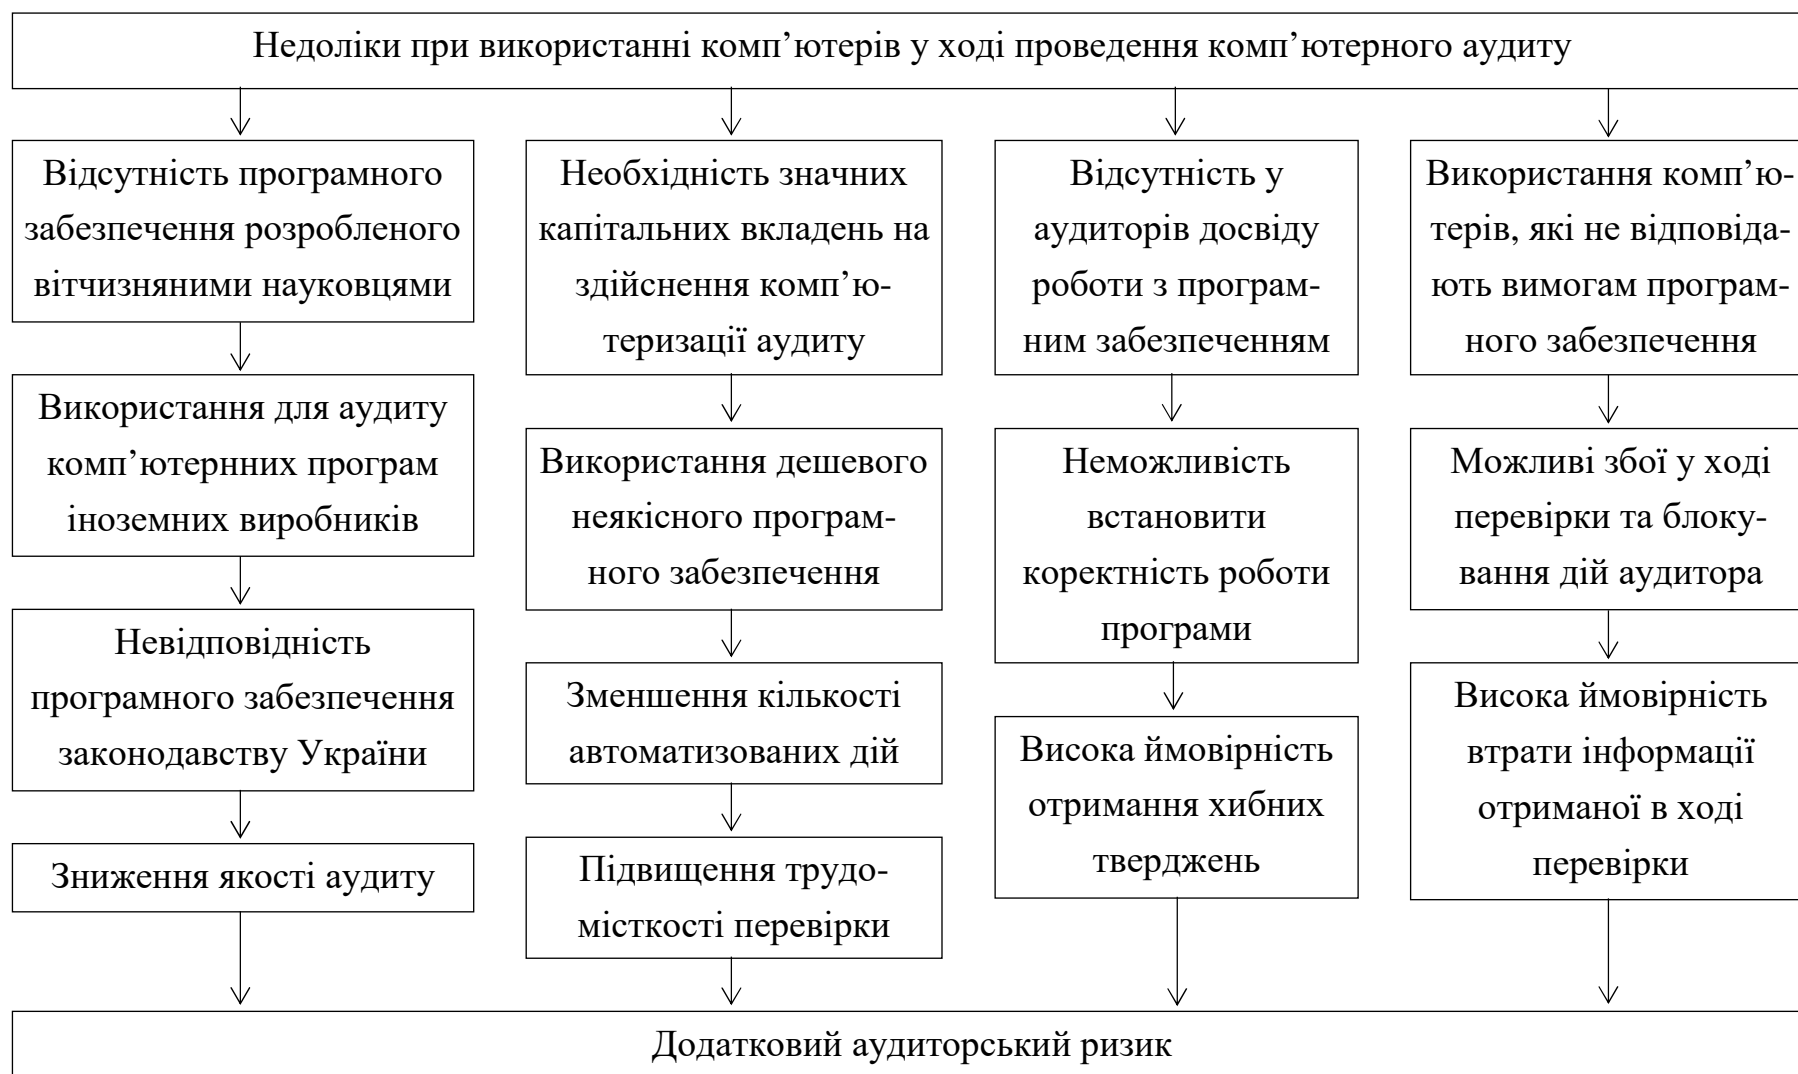 Недоліки при використанні комп’ютерів у ході проведення комп’ютерного аудиту
Відсутність програмного
забезпечення розробленого
вітчизняними науковцями
Використання для аудиту
комп’ютернних програм
іноземних виробників
Невідповідність
програмного забезпечення
законодавству України
Зниження якості аудиту
Необхідність значних
капітальних вкладень на
здійснення комп’ю-
теризації аудиту
Використання дешевого
неякісного програм-
ного забезпечення
Зменшення кількості
автоматизованих дій
Підвищення трудо-
місткості перевірки
Відсутність у
аудиторів досвіду
роботи з програм-
ним забезпеченням
Неможливість
встановити
коректність роботи
програми
Висока ймовірність
отримання хибних
тверджень
Використання комп’ю-
терів, які не відповіда-
ють вимогам програм-
ного забезпечення
Можливі збої у ході
перевірки та блоку-
вання дій аудитора
Висока ймовірність
втрати інформації
отриманої в ході
перевірки
Додатковий аудиторський ризик